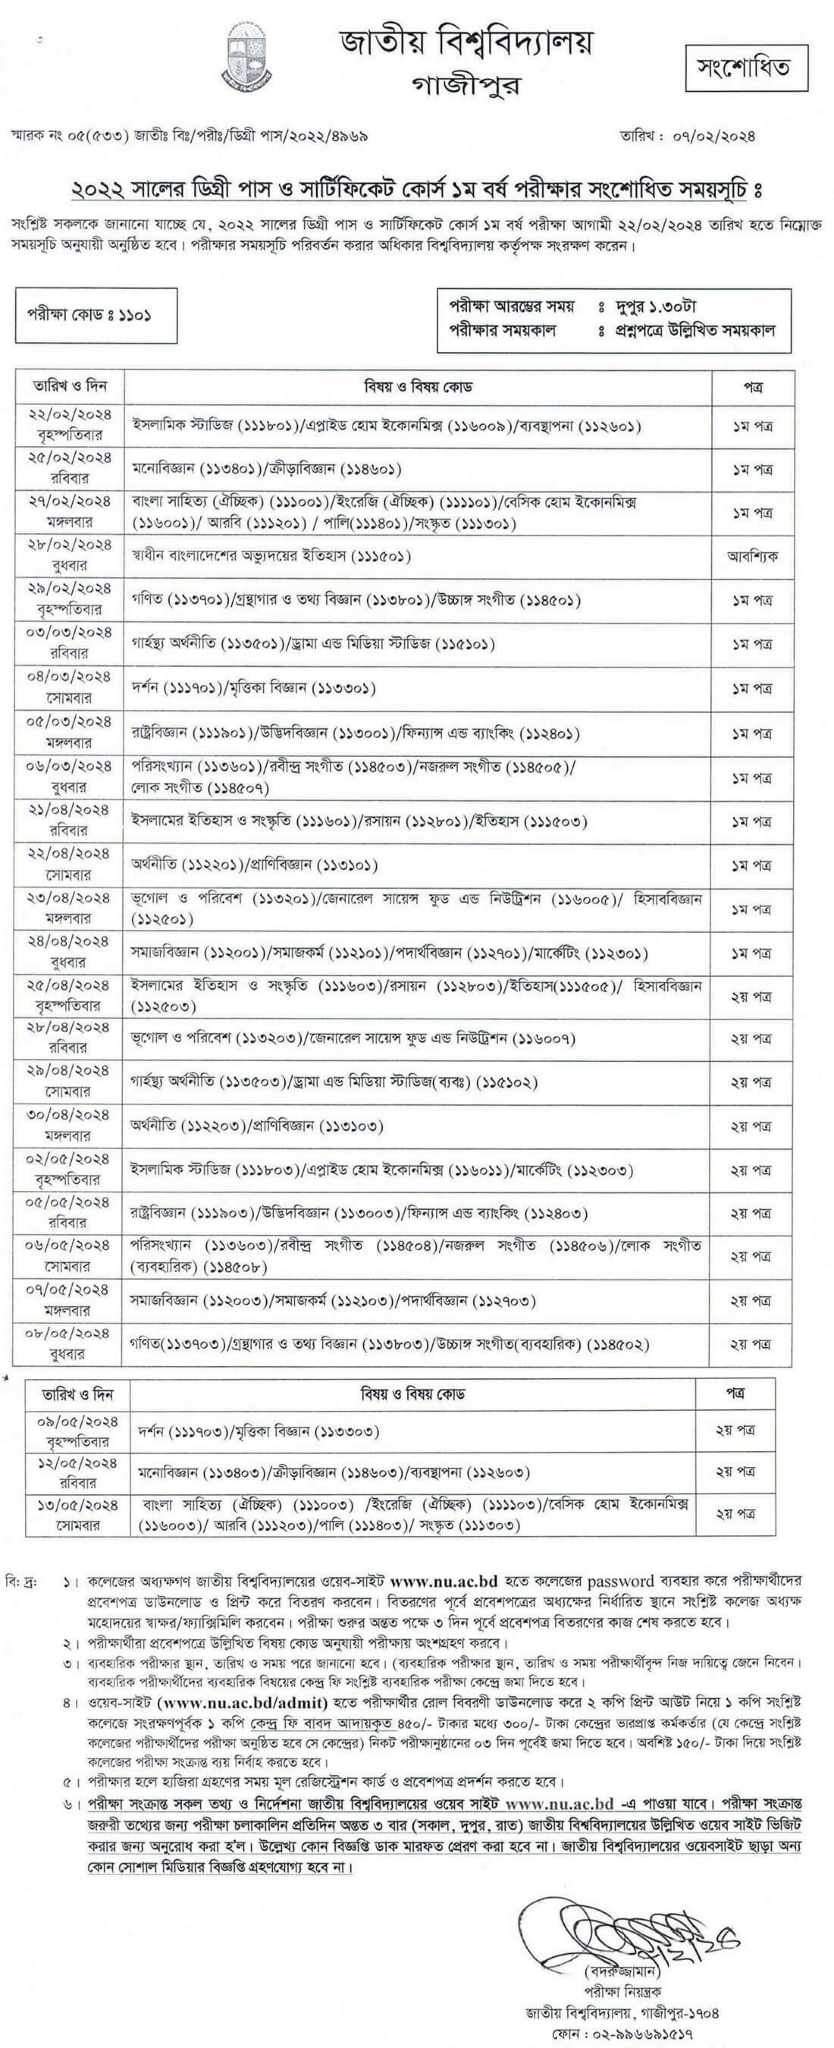 জাতীয় বিশ্ববিদ্যালয়
গাজীপুর
সংশোধিত
স্মারক নং ০৫(৫৩৩) জাতীঃ বিঃ/পরীঃ/ডিগ্রী পাস/২০২২/৪৯৬৯
তারিখ : ০৭/০২/২০২৪
২০২২ সালের ডিগ্রী পাস ও সার্টিফিকেট কোর্স ১ম বর্ষ পরীক্ষার সংশোধিত সময়সূচি ঃ
সংশ্লিষ্ট সকলকে জানানো যাচ্ছে যে, ২০২২ সালের ডিগ্রী পাস ও সার্টিফিকেট কোর্স ১ম বর্ষ পরীক্ষা আগামী ২২/০২/২০২৪ তারিখ হতে নিম্নোক্ত
সময়সূচি অনুযায়ী অনুষ্ঠিত হবে। পরীক্ষার সময়সূচি পরিবর্তন করার অধিকার বিশ্ববিদ্যালয় কর্তৃপক্ষ সংরক্ষণ করেন।
পরীক্ষা কোড ঃ ১১০১
পরীক্ষা আরম্ভের সময় ঃ দুপুর ১.৩০টা
পরীক্ষার সময়কাল ঃ প্রশ্নপত্রে উল্লিখিত সময়কাল
তারিখ ও দিন বিষয় ও বিষয় কোড পত্র
২২/০২/২০২৪
বৃহস্পতিবার
ইসলামিক স্টাডিজ (১১১৮০১)/এপ্লাইড হোম ইকোনমিক্স (১১৬০০৯)/ব্যবস্থাপনা (১১২৬০১)
১ম পত্র
২৫/০২/২০২৪
রবিবার
মনোবিজ্ঞান (১১৩৪০১)/ক্রীড়াবিজ্ঞান (১১৪৬০১)
১ম পত্র
২৭/০২/২০২৪
মঙ্গলবার
বাংলা সাহিত্য (ঐচ্ছিক) (১১১০০১)/ইংরেজি (ঐচ্ছিক) (১১১১০১)/বেসিক হোম ইকোনমিক্স
(১১৬০০১)/ আরবি (১১১২০১) / পালি(১১১৪০১)/সংস্কৃত (১১১৩০১)
১ম পত্র
২৮/০২/২০২৪
বুধবার
স্বাধীন বাংলাদেশের অভ্যুদয়ের ইতিহাস (১১১৫০১)
আবশ্যিক
২৯/০২/২০২৪
বৃহস্পতিবার
গণিত (১১৩৭০১)/গ্রন্থাগার ও তথ্য বিজ্ঞান (১১৩৮০১)/উচ্চাঙ্গ সংগীত (১১৪৫০১)
১ম পত্র
০৩/০৩/২০২৪
রবিবার
গার্হস্থ্য অর্থনীতি (১১৩৫০১)/ড্রামা এন্ড মিডিয়া স্টাডিজ (১১৫১০১)
১ম পত্র
০৪/০৩/২০২৪
সোমবার
দর্শন (১১১৭০১)/মৃত্তিকা বিজ্ঞান (১১৩৩০১)
১ম পত্র
০৫/০৩/২০২৪
মঙ্গলবার
রাষ্ট্রবিজ্ঞান (১১১৯০১)/উদ্ভিদবিজ্ঞান (১১৩০০১)/ফিন্যান্স এন্ড ব্যাংকিং (১১২৪০১)
১ম পত্র
০৬/০৩/২০২৪
বুধবার
পরিসংখ্যান (১১৩৬০১)/রবীন্দ্র সংগীত (১১৪৫০৩)/নজরুল সংগীত (১১৪৫০৫)/
লোক সংগীত (১১৪৫০৭)
১ম পত্র
২১/০৪/২০২৪
রবিবার
ইসলামের ইতিহাস ও সংস্কৃতি (১১১৬০১)/রসায়ন (১১২৮০১)/ইতিহাস (১১১৫০৩)
১ম পত্র
২২/০৪/২০২৪
সোমবার
অর্থনীতি (১১২২০১)/প্রাণিবিজ্ঞান (১১৩১০১)
১ম পত্র
২৩/০৪/২০২৪
মঙ্গলবার
ভূগোল ও পরিবেশ (১১৩২০১)/জেনারেল সায়েন্স ফুড এন্ড নিউট্রিশন (১১৬০০৫)/ হিসাববিজ্ঞান
(১১২৫০১)
১ম পত্র
২৪/০৪/২০২৪
বুধবার
সমাজবিজ্ঞান (১১২০০১)/সমাজকর্ম (১১২১০১)/পদার্থবিজ্ঞান (১১২৭০১)/মার্কেটিং (১১২৩০১)
১ম পত্র
২৫/০৪/২০২৪
বৃহস্পতিবার
ইসলামের ইতিহাস ও সংস্কৃতি (১১১৬০৩)/রসায়ন (১১২৮০৩)/ইতিহাস(১১১৫০৫)/ হিসাববিজ্ঞান
(১১২৫০৩)
২য় পত্র
২৮/০৪/২০২৪
রবিবার
ভূগোল ও পরিবেশ (১১৩২০৩)/জেনারেল সায়েন্স ফুড এন্ড নিউট্রিশন (১১৬০০৭)
২য় পত্র
২৯/০৪/২০২৪
সোমবার
গার্হস্থ্য অর্থনীতি (১১৩৫০৩)/ড্রামা এন্ড মিডিয়া স্টাডিজ(ব্যবঃ) (১১৫১০২)
২য় পত্র
৩০/০৪/২০২৪
মঙ্গলবার
অর্থনীতি (১১২২০৩)/প্রাণিবিজ্ঞান (১১৩১০৩)
২য় পত্র
০২/০৫/২০২৪
বৃহস্পতিবার
ইসলামিক স্টাডিজ (১১১৮০৩)/এপ্লাইড হোম ইকোনমিক্স (১১৬০১১)/মার্কেটিং (১১২৩০৩)
২য় পত্র
০৫/০৫/২০২৪
রবিবার
রাষ্ট্রবিজ্ঞান (১১১৯০৩)/উদ্ভিদবিজ্ঞান (১১৩০০৩)/ফিন্যান্স এন্ড ব্যাংকিং (১১২৪০৩)
২য় পত্র
০৬/০৫/২০২৪
সোমবার
পরিসংখ্যান (১১৩৬০৩)/রবীন্দ্র সংগীত (১১৪৫০৪)/নজরুল সংগীত (১১৪৫০৬)/লোক সংগীত
(ব্যবহারিক) (১১৪৫০৮)
২য় পত্র
০৭/০৫/২০২৪
মঙ্গলবার
সমাজবিজ্ঞান (১১২০০৩)/সমাজকর্ম (১১২১০৩)/পদার্থবিজ্ঞান (১১২৭০৩)
২য় পত্র
০৮/০৫/২০২৪
বুধবার
গণিত(১১৩৭০৩)/গ্রন্থাগার ও তথ্য বিজ্ঞান (১১৩৮০৩)/উচ্চাঙ্গ সংগীত(ব্যবহারিক) (১১৪৫০২)
২য় পত্র
তারিখ ও দিন বিষয় ও বিষয় কোড পত্র
০৯/০৫/২০২৪
বৃহস্পতিবার
দর্শন (১১১৭০৩)/মৃত্তিকা বিজ্ঞান (১১৩৩০৩)
২য় পত্র
১২/০৫/২০২৪
রবিবার
মনোবিজ্ঞান (১১৩৪০৩)/ক্রীড়াবিজ্ঞান (১১৪৬০৩)/ব্যবস্থাপনা (১১২৬০৩)
২য় পত্র
১৩/০৫/২০২৪
সোমবার
বাংলা সাহিত্য (ঐচ্ছিক) (১১১০০৩) /ইংরেজি (ঐচ্ছিক) (১১১১০৩)/বেসিক হোম ইকোনমিক্স
(১১৬০০৩)/ আরবি (১১১২০৩)/পালি (১১১৪০৩)/ সংস্কৃত (১১১৩০৩)
২য় পত্র
বি: দ্র: ১। কলেজের অধ্যক্ষগণ জাতীয় বিশ্ববিদ্যালয়ের ওয়েব-সাইট www.nu.ac.bd হতে কলেজের password ব্যবহার করে পরীক্ষার্থীদের
প্রবেশপত্র ডাউনলোড ও প্রিন্ট করে বিতরণ করবেন। বিতরণের পূর্বে প্রবেশপত্রের অধ্যক্ষের নির্ধারিত স্থানে সংশ্লিষ্ট কলেজ অধ্যক্ষ
মহোদয়ের স্বাক্ষর/ফ্যাক্সিমিলি করবেন। পরীক্ষা শুরুর অন্তত পক্ষে ৩ দিন পূর্বে প্রবেশপত্র বিতরণের কাজ শেষ করতে হবে।
২। পরীক্ষার্থীরা প্রবেশপত্রে উল্লিখিত বিষয় কোড অনুযায়ী পরীক্ষায় অংশগ্রহণ করবে।
৩। ব্যবহারিক পরীক্ষার স্থান, তারিখ ও সময় পরে জানানো হবে। (ব্যবহারিক পরীক্ষার স্থান, তারিখ ও সময় পরীক্ষার্থীবৃন্দ নিজ দায়িত্বে জেনে নিবেন।
ব্যবহারিক পরীক্ষার্থীদের ব্যবহারিক বিষয়ের কেন্দ্র ফি সংশ্লিষ্ট ব্যবহারিক পরীক্ষা কেন্দ্রে জমা দিতে হবে।
৪। ওয়েব-সাইট (www.nu.ac.bd/admit) হতে পরীক্ষার্থীর রোল বিবরণী ডাউনলোড করে ২ কপি প্রিন্ট আউট নিয়ে ১ কপি সংশ্লিষ্ট
কলেজে সংরক্ষণপূর্বক ১ কপি কেন্দ্র ফি বাবদ আদায়কৃত ৪৫০/- টাকার মধ্যে ৩০০/- টাকা কেন্দ্রের ভারপ্রাপ্ত কর্মকর্তার (যে কেন্দ্রে সংশ্লিষ্ট
কলেজের পরীক্ষার্থীদের পরীক্ষা অনুষ্ঠিত হবে সে কেন্দ্রের) নিকট পরীক্ষানুষ্ঠানের ০৩ দিন পূর্বেই জমা দিতে হবে। অবশিষ্ট ১৫০/- টাকা দিয়ে সংশ্লিষ্ট
কলেজের পরীক্ষা সংক্রান্ত ব্যয় নির্বাহ করতে হবে।
৫। পরীক্ষার হলে হাজিরা গ্রহণের সময় মূল রেজিস্ট্রেশন কার্ড ও প্রবেশপত্র প্রদর্শন করতে হবে।
৬। পরীক্ষা সংক্রান্ত সকল তথ্য ও নির্দেশনা জাতীয় বিশ্ববিদ্যালয়ের ওয়েব সাইট www.nu.ac.bd -এ পাওয়া যাবে। পরীক্ষা সংক্রান্ত
জরুরী তথ্যের জন্য পরীক্ষা চলাকালিন প্রতিদিন অন্তত ৩ বার (সকাল, দুপুর, রাত) জাতীয় বিশ্ববিদ্যালয়ের উল্লিখিত ওয়েব সাইট ভিজিট
করার জন্য অনুরোধ করা হ'ল। উল্লেখ্য কোন বিজ্ঞপ্তি ডাক মারফত প্রেরণ করা হবে না। জাতীয় বিশ্ববিদ্যালয়ের ওয়েবসাইট ছাড়া অন্য
কোন সোশাল মিডিয়ার বিজ্ঞপ্তি গ্রহণযোগ্য হবে না।
(বদরুজ্জামান)
পরীক্ষা নিয়ন্ত্রক
জাতীয় বিশ্ববিদ্যালয়, গাজীপুর-১৭০৪
ফোন : ০২-৯৯৬৬৯১৫১৭